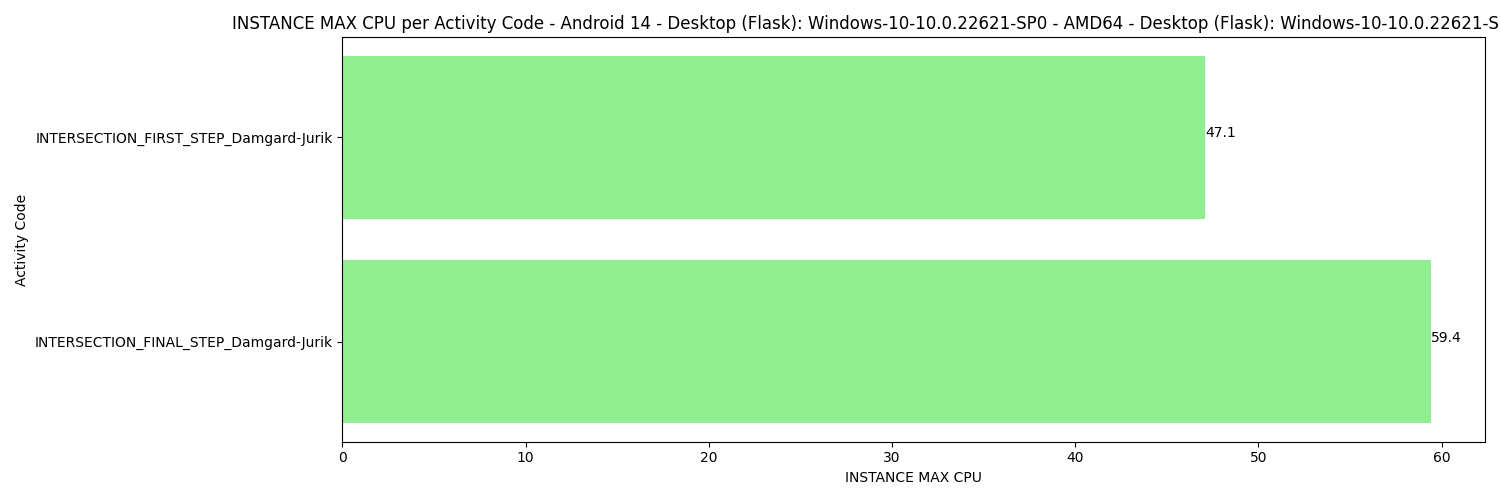 INSTANCE MAX CPU per Activity Code - Android 14 - Desktop (Flask): Windows-10-10.0.22621-SP0 - AMD64 - Desktop (Flask): Windows-10-10.0.22621-S
INTERSECTION_FIRST_STEP_Damgard-Jurik
47.1
Activity Code
INTERSECTION_FINAL_STEP_Damgard-Jurik
59.4
0 10 20 30 40 50 60
INSTANCE MAX CPU